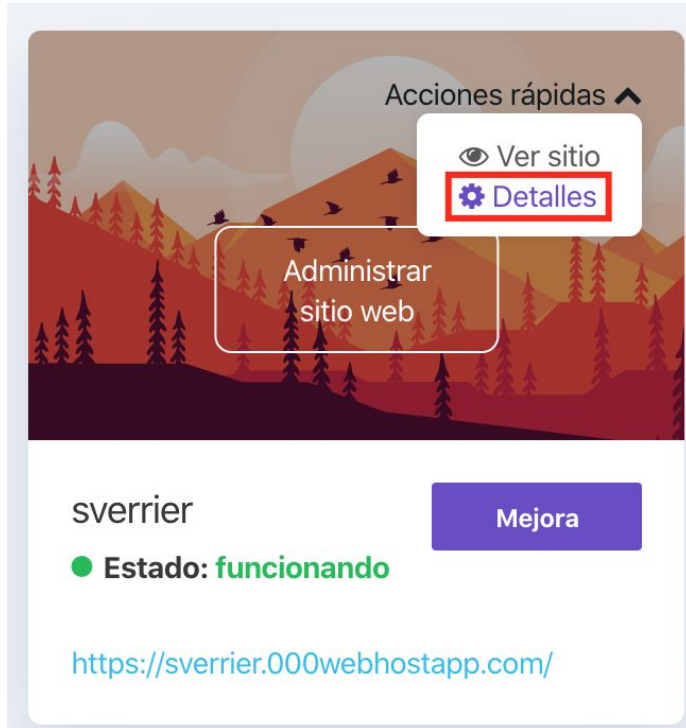 Acciones rápidas
Ver sitio
Detalles
Administrar
sitio web
sverrier
Mejora
Estado: funcionando
https://sverrier.000webhostapp.com/